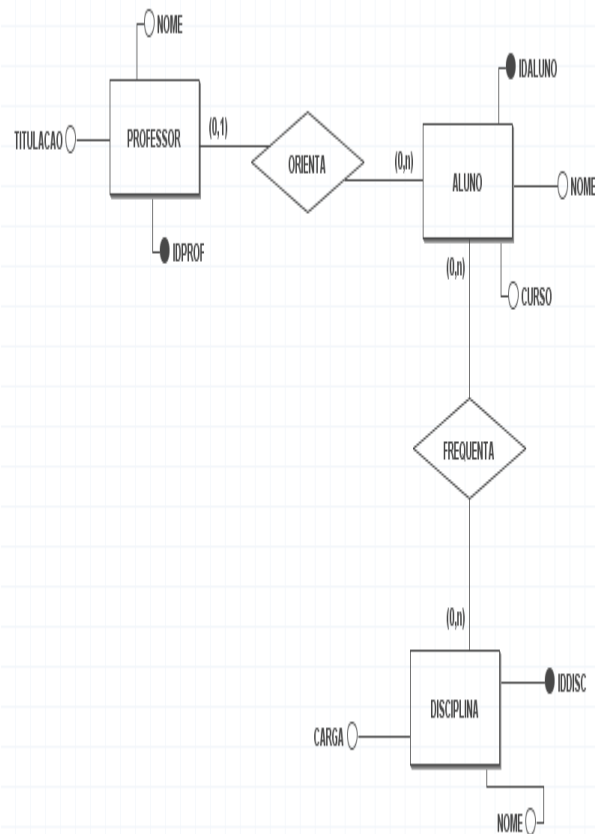 NOME
IDALUNO
TITULACAO
PROFESSOR
(0,1)
ORIENTA
(0,n)
ALUNO
NOME
IDPROF
(0,n)
CURSO
FREQUENTA
(0,n)
IDDISC
DISCIPLINA
CARGA
NOME